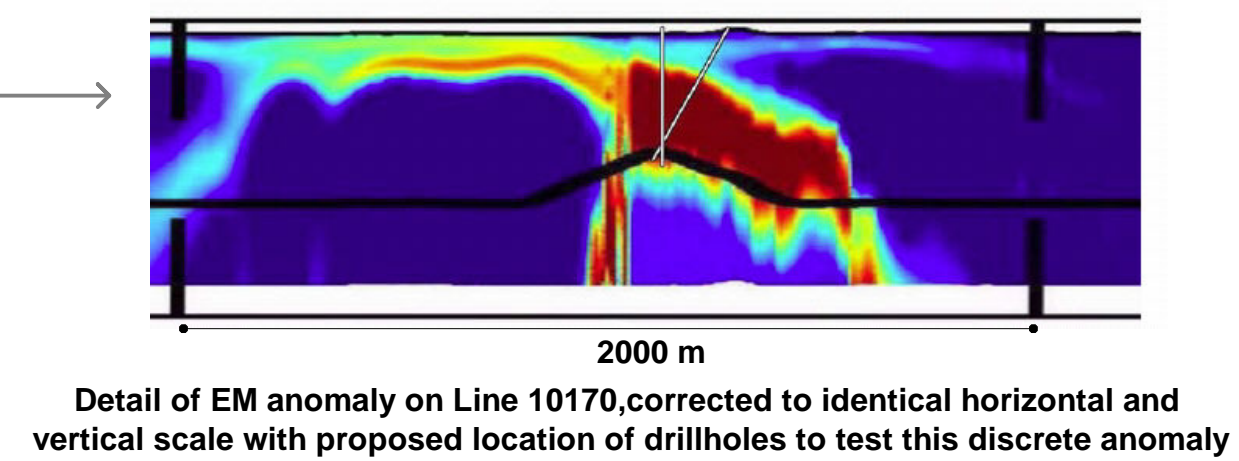 2000 m
Detail of EM anomaly on Line 10170,corrected to identical horizontal and
vertical scale with proposed location of drillholes to test this discrete anomaly